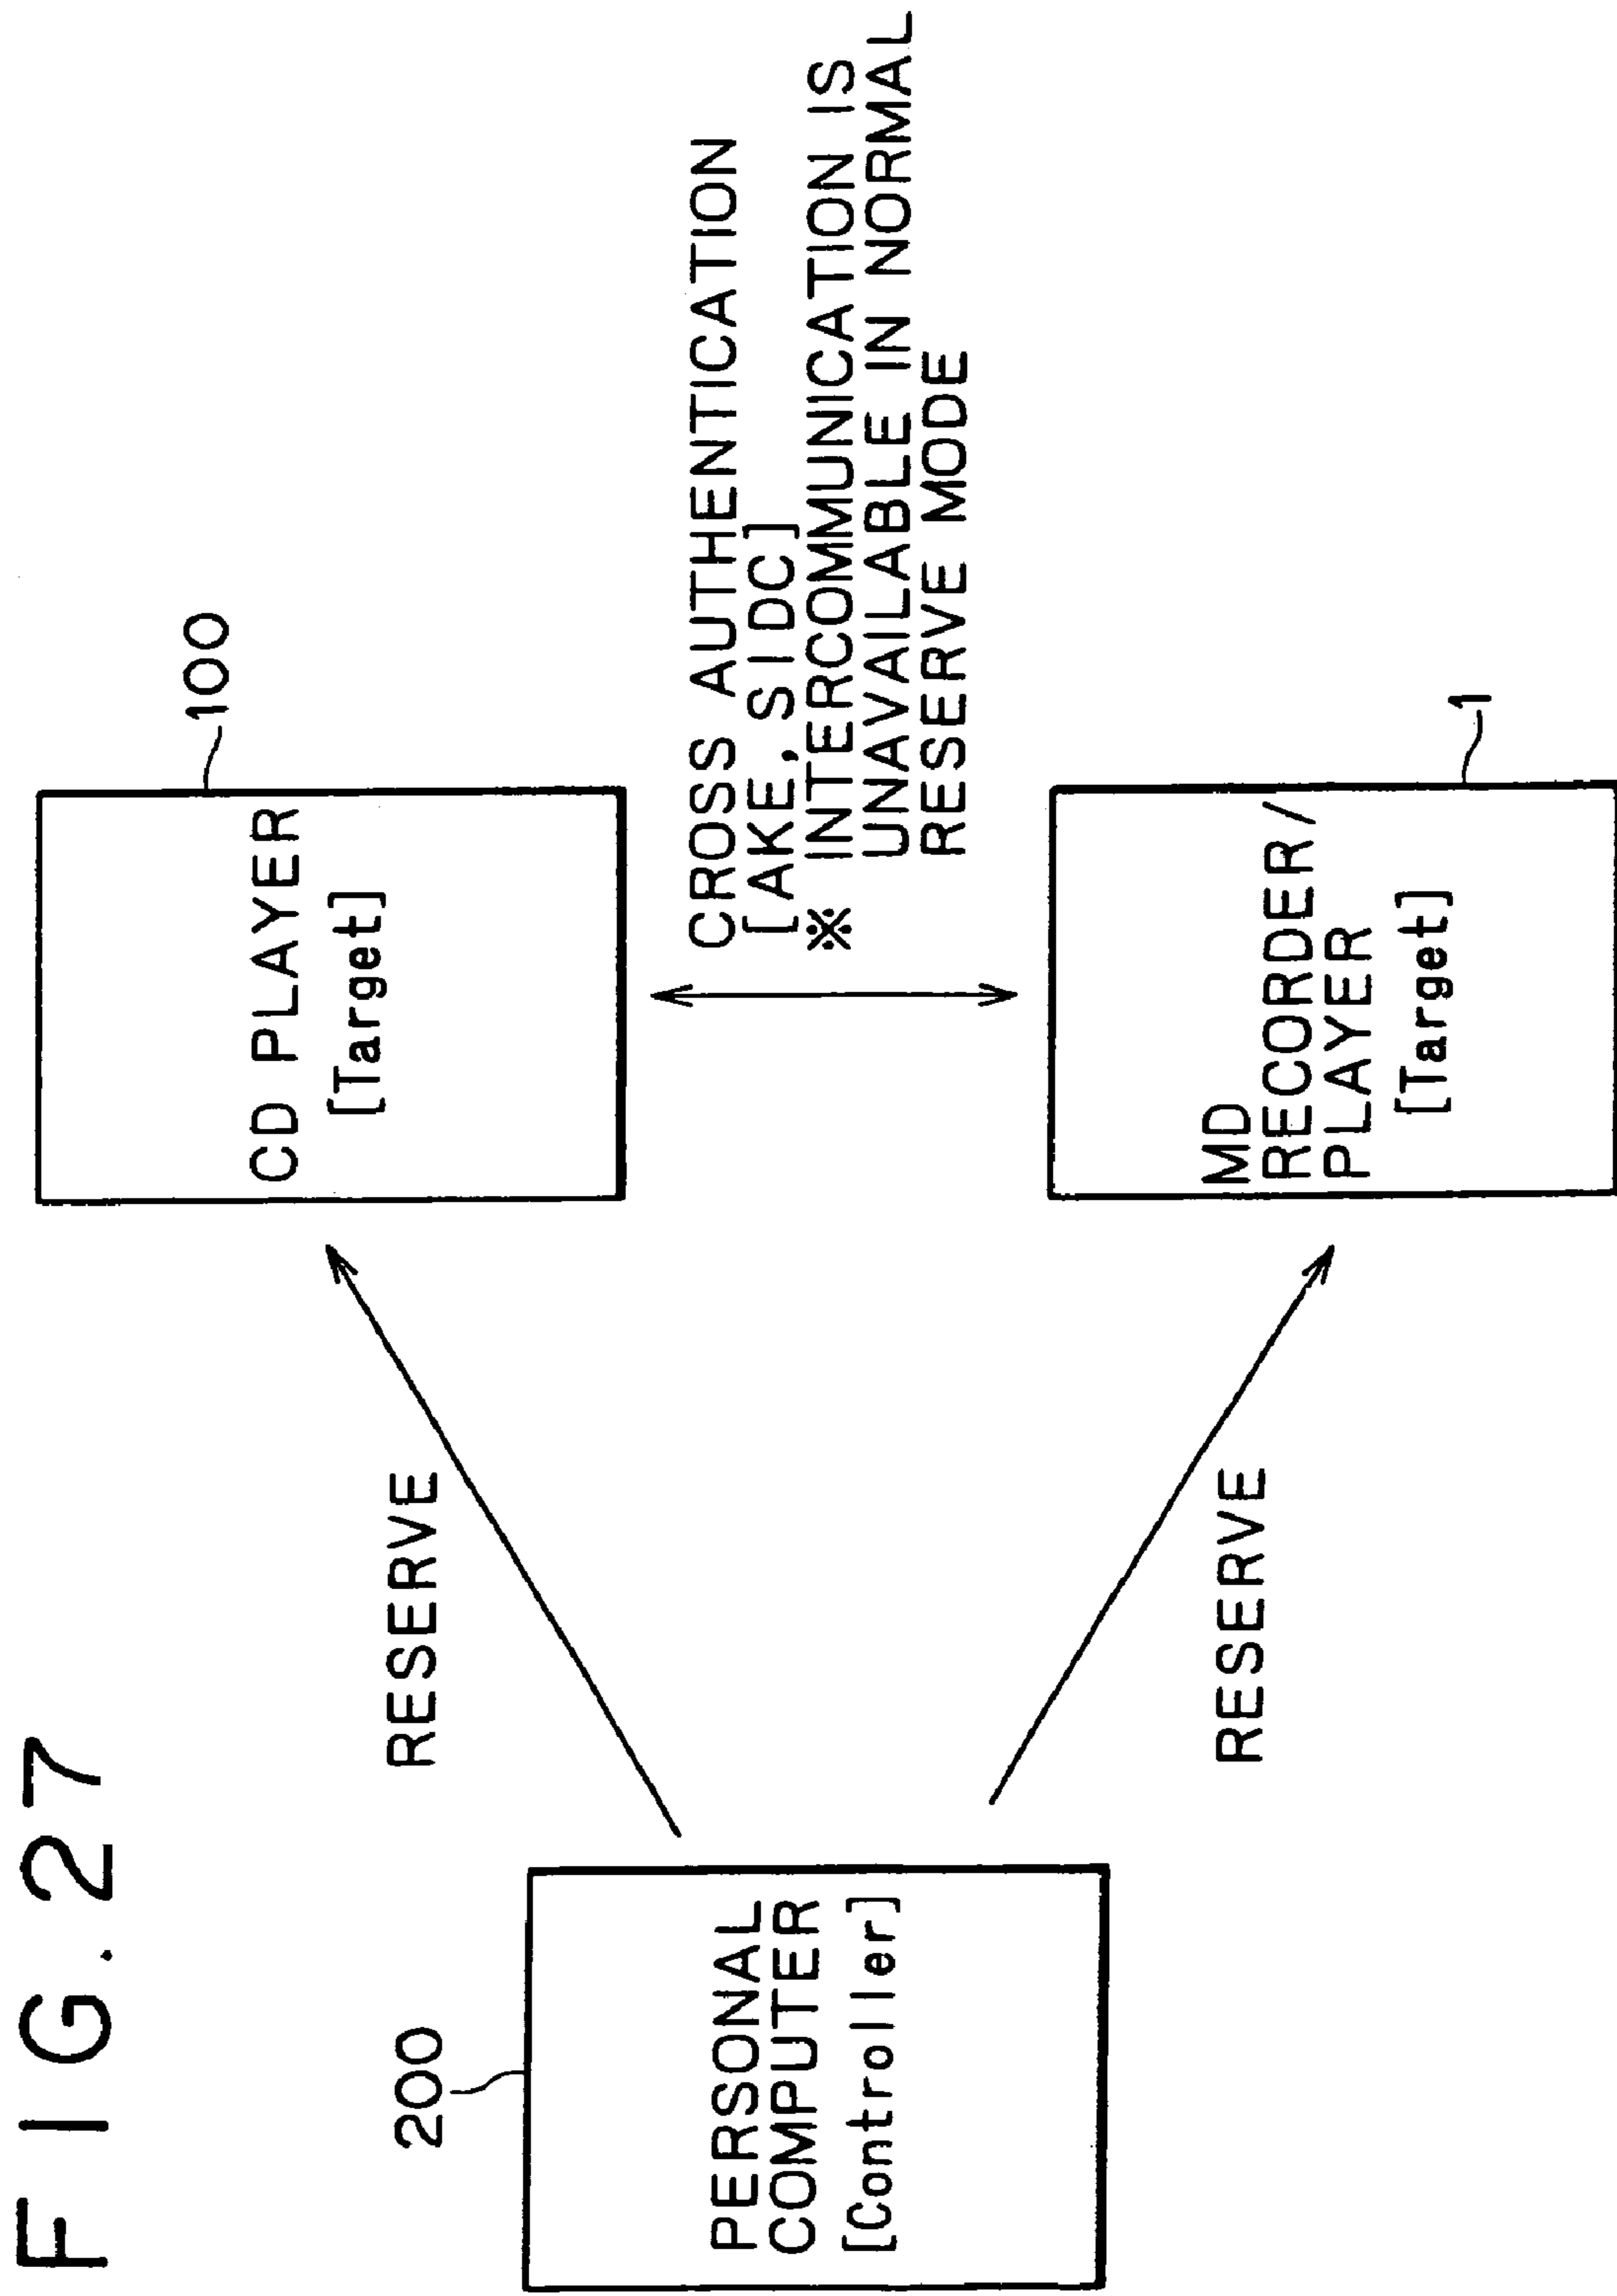 FIG.27
200
PERSONAL
COMPUTER
[Controller]
RESERVE
RESERVE
100
CD PLAYER
[Target]
CROSS AUTHENTICATION
[AKE,SIDC]
※ INTERCOMMUNICATION IS
UNAVAILABLE IN NORMAL
RESERVE MODE
1
MD
RECORDER/
PLAYER
[Target]